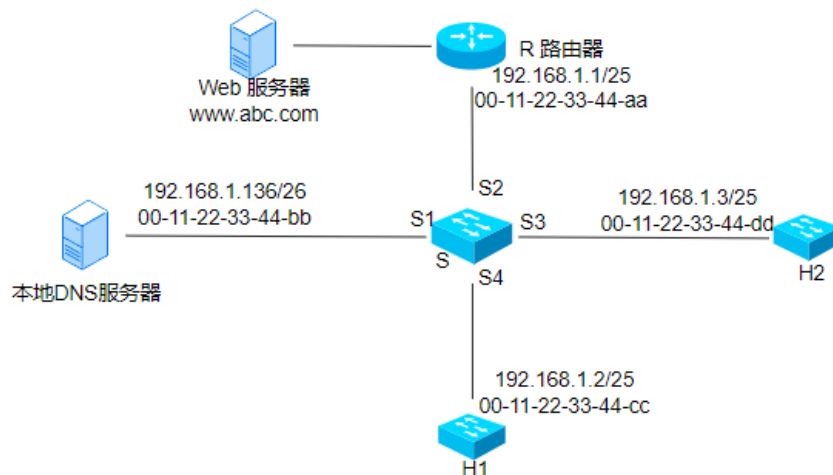 R 路由器
192.168.1.1/25
00-11-22-33-44-aa
Web 服务器
www.abc.com
S2
192.168.1.136/26
00-11-22-33-44-bb
192.168.1.3/25
00-11-22-33-44-dd
S1
S3
S
S4
本地DNS服务器
H2
192.168.1.2/25
00-11-22-33-44-cc
H1